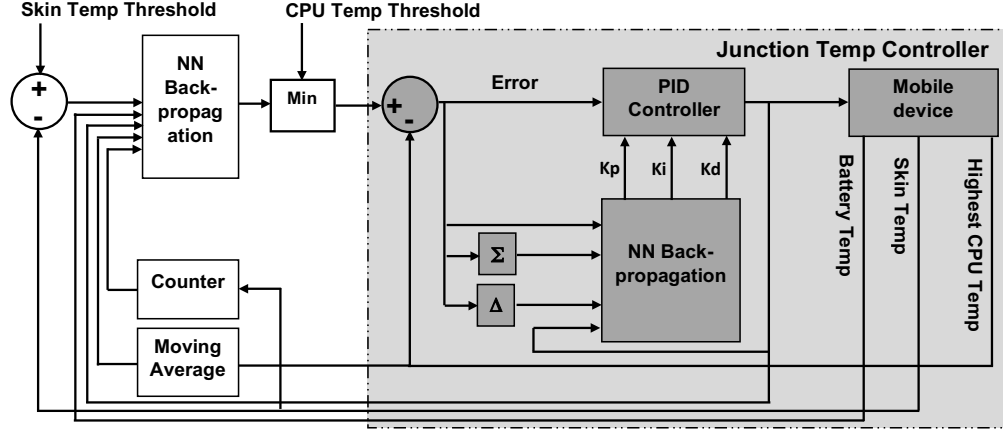 Skin Temp Threshold
CPU Temp Threshold
Junction Temp Controller
NN
Back-
propag
ation
Min
+
-
+
-
Error
PID
Controller
Mobile
device
Kp
Ki
Kd
Battery Temp
Skin Temp
Highest CPU Temp
Σ
Δ
NN Back-
propagation
Counter
Moving
Average